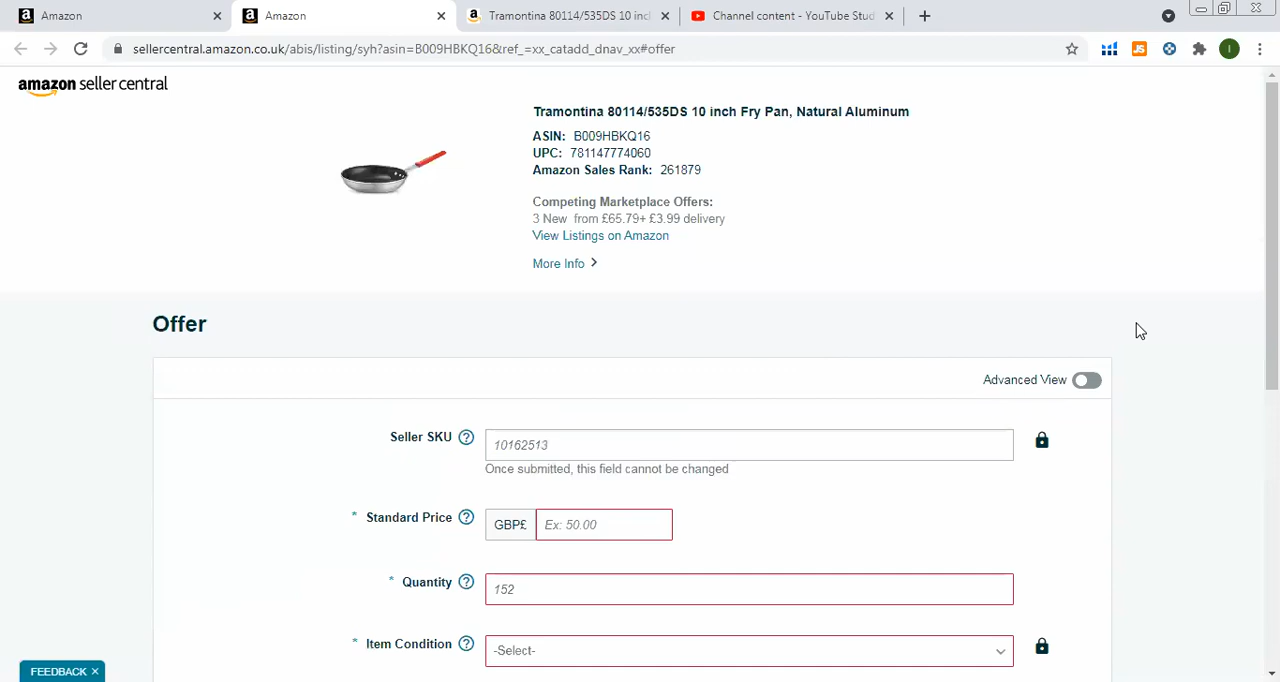 Amazon
Amazon
Tramontina 80114/535DS 10 inc
Channel content - YouTube Stud
sellercentral.amazon.co.uk/abis/listing/syh?asin=B009HBKQ16&ref_=xx_catadd_dnav_xx#offer
JS
I
amazon seller central
Tramontina 80114/535DS 10 inch Fry Pan, Natural Aluminum
ASIN: B009HBKQ16
UPC: 781147774060
Amazon Sales Rank: 261879
Competing Marketplace Offers:
3 New from £65.79+ £3.99 delivery
View Listings on Amazon
More Info
Offer
Advanced View
Seller SKU ? 10162513
Once submitted, this field cannot be changed
* Standard Price ? GBP£ Ex: 50.00
* Quantity ? 152
* Item Condition ? -Select-
FEEDBACK ×